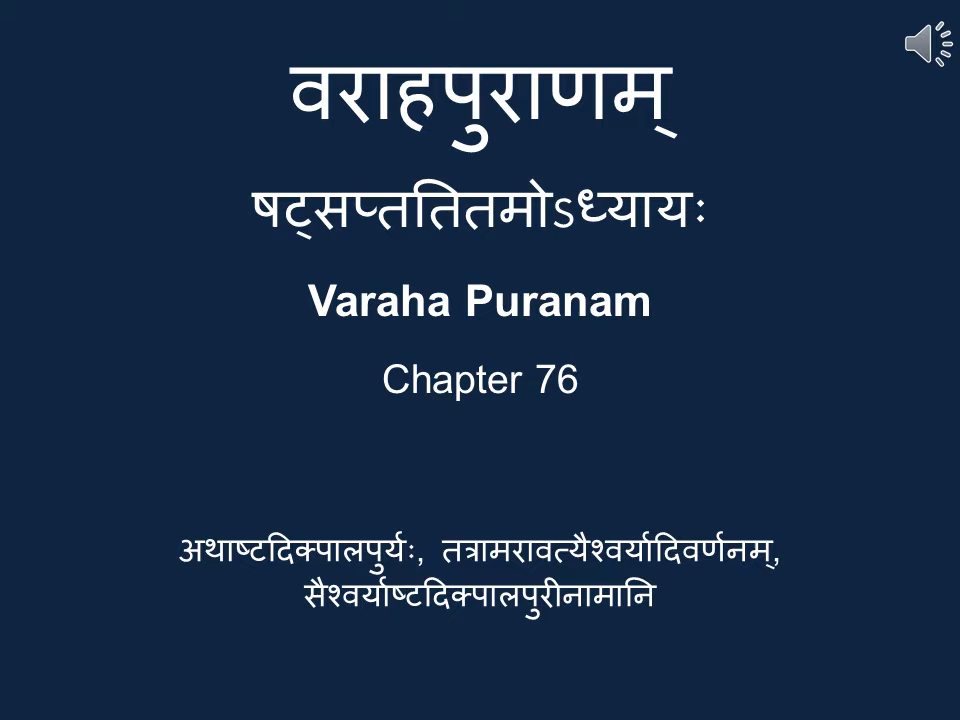 वराहपुराणम्
षट्सप्ततितमोऽध्यायः
Varaha Puranam
Chapter 76
अथाष्टदिक्पालपुर्यः, तत्रामरावत्यैश्वर्यादिवर्णनम्,
सैश्वर्याष्टदिक्पालपुरीनामानि